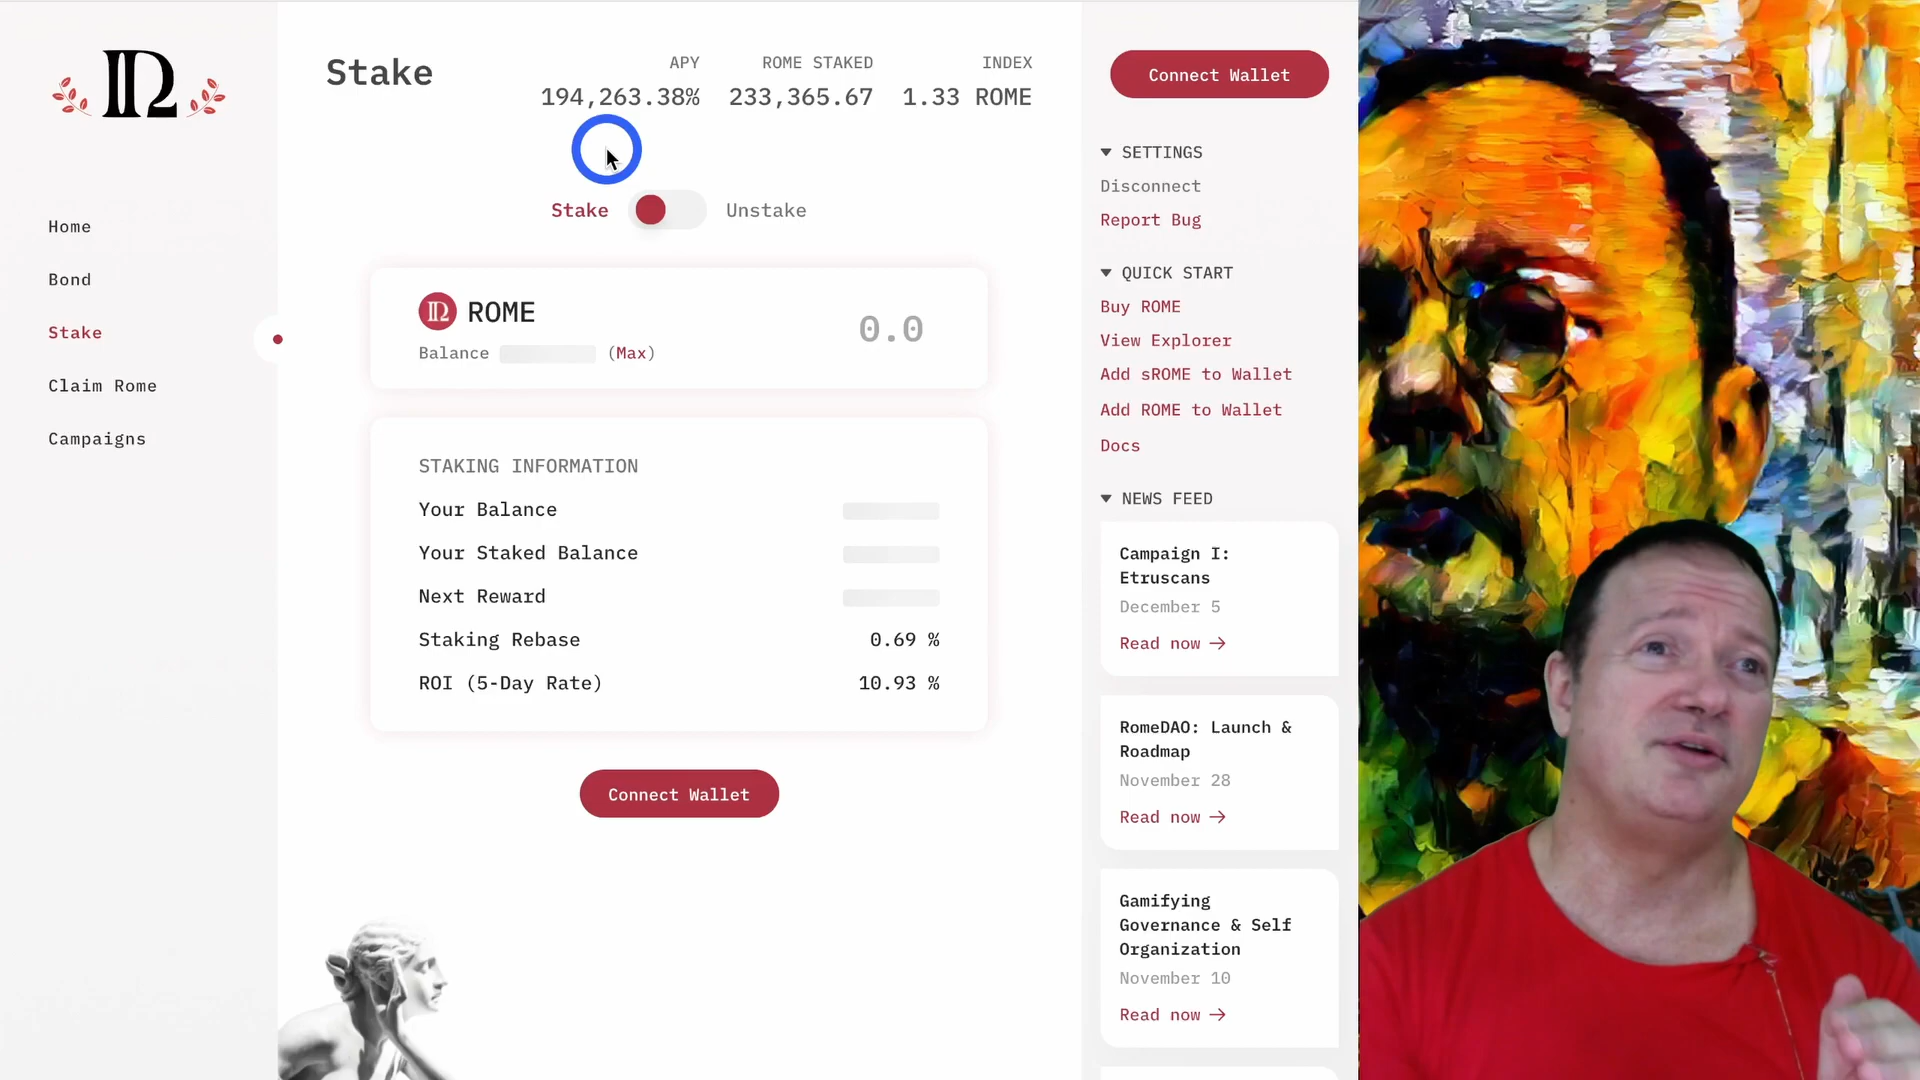 Home
Bond
Stake
Claim Rome
Campaigns
Stake
APY
194,263.38%
ROME STAKED
233,365.67
INDEX
1.33 ROME
Stake
Unstake
ROME
Balance
(Max)
0.0
STAKING INFORMATION
Your Balance
Your Staked Balance
Next Reward
Staking Rebase
0.69 %
ROI (5-Day Rate)
10.93 %
Connect Wallet
Connect Wallet
SETTINGS
Disconnect
Report Bug
QUICK START
Buy ROME
View Explorer
Add sROME to Wallet
Add ROME to Wallet
Docs
NEWS FEED
Campaign I:
Etruscans
December 5
Read now →
RomeDAO: Launch &
Roadmap
November 28
Read now →
Gamifying
Governance & Self
Organization
November 10
Read now →